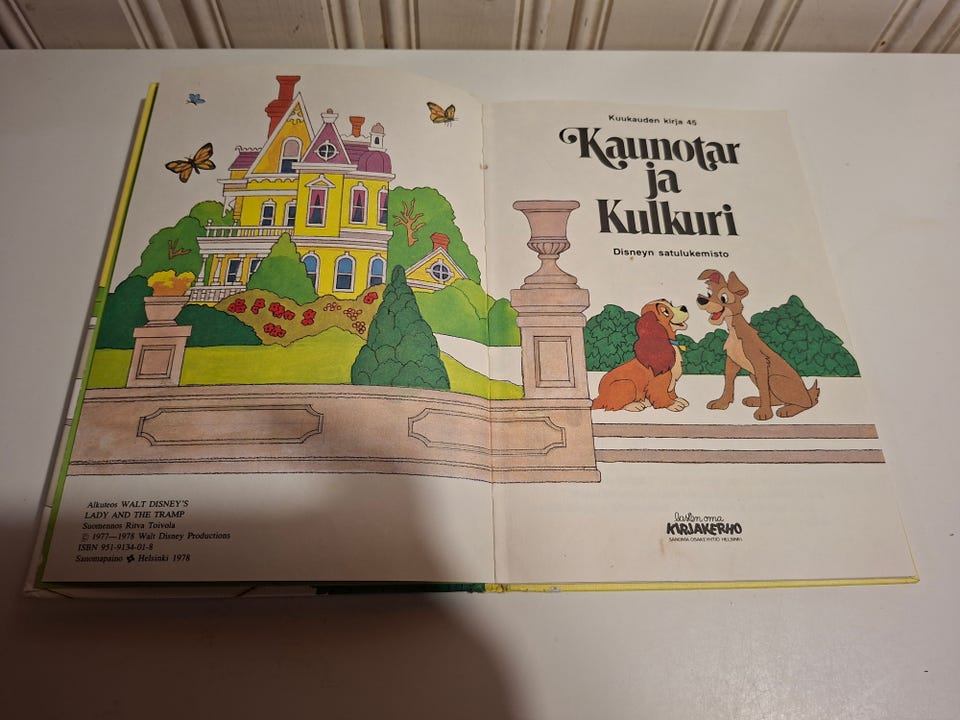 Alkuteos WALT DISNEY'S
LADY AND THE TRAMP
Suomennos Ritva Toivola
© 1977—1978 Walt Disney Productions
ISBN 951-9134-01-8
Sanomapaino Helsinki 1978
Kuukauden kirja 45
Kaunotar
ja
Kulkuri
Disneyn satulukemisto
lasten oma
KIRJAKERHO
SANOMA OSAKEYHTIÖ HELSINKI